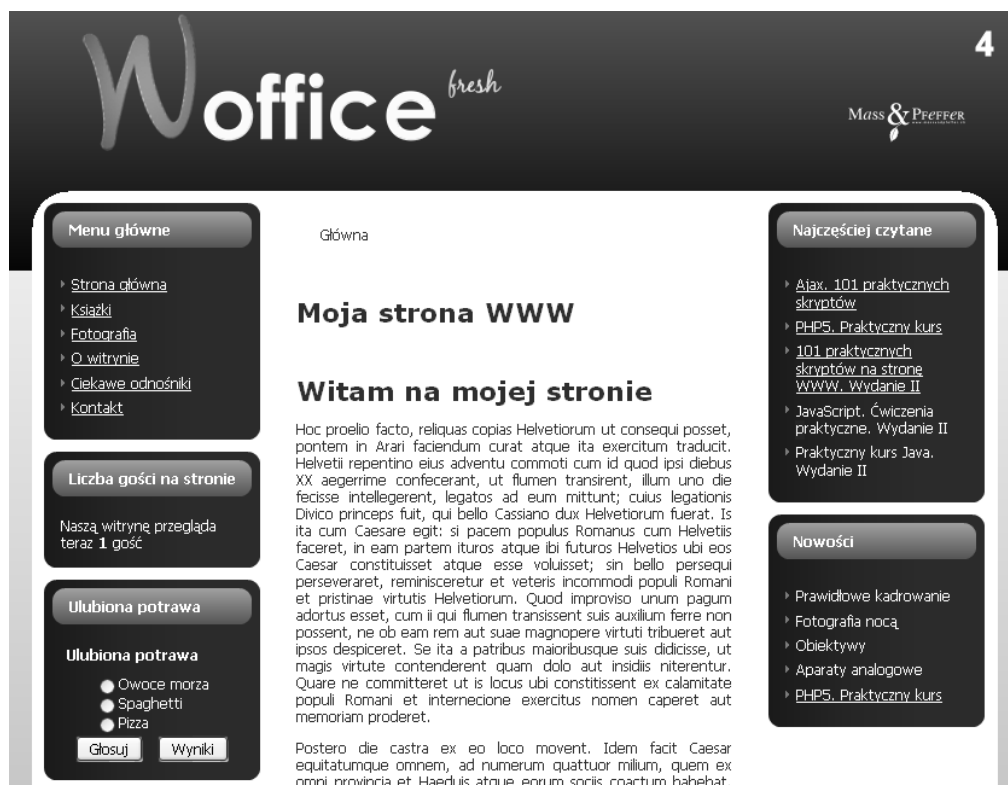 Woffice fresh
4
Mass & Pfeffer
Menu główne
Strona główna
Książki
Fotografia
O witrynie
Ciekawe odnośniki
Kontakt
Liczba gości na stronie
Naszą witrynę przegląda
teraz 1 gość
Ulubiona potrawa
Ulubiona potrawa
Owoce morza
Spaghetti
Pizza
Głosuj
Wyniki
Główna
Moja strona WWW
Witam na mojej stronie
Hoc proelio facto, reliquas copias Helvetiorum ut consequi posset,
pontem in Arari faciendum curat atque ita exercitum traducit.
Helvetii repentino eius adventu commoti cum id quod ipsi diebus
XX aegerrime confecerant, ut flumen transirent, illum uno die
fecisse intellegerent, legatos ad eum mittunt; cuius legationis
Divico princeps fuit, qui bello Cassiano dux Helvetiorum fuerat. Is
ita cum Caesare egit: si pacem populus Romanus cum Helvetiis
faceret, in eam partem ituros atque ibi futuros Helvetios ubi eos
Caesar constituisset atque esse voluisset; sin bello persequi
perseveraret, reminisceretur et veteris incommodi populi Romani
et pristinae virtutis Helvetiorum. Quod improviso unum pagum
adortus esset, cum ii qui flumen transissent suis auxilium ferre non
possent, ne ob eam rem aut suae magnopere virtuti tribueret aut
ipsos despiceret. Se ita a patribus maioribusque suis didicisse, ut
magis virtute contenderent quam dolo aut insidiis niterentur.
Quare ne committeret ut is locus ubi constitissent ex calamitate
populi Romani et internecione exercitus nomen caperet aut
memoriam proderet.
Postero die castra ex eo loco movent. Idem facit Caesar
equitatumque omnem, ad numerum quattuor milium, quem ex
omni provincia et Haeduis atque eorum sociis coactum habebat,
Najczęściej czytane
Ajax. 101 praktycznych
skryptów
PHP5. Praktyczny kurs
101 praktycznych
skryptów na stronę
WWW. Wydanie II
JavaScript. Ćwiczenia
praktyczne. Wydanie II
Praktyczny kurs Java.
Wydanie II
Nowości
Prawidłowe kadrowanie
Fotografia nocą
Obiektywy
Aparaty analogowe
PHP5. Praktyczny kurs